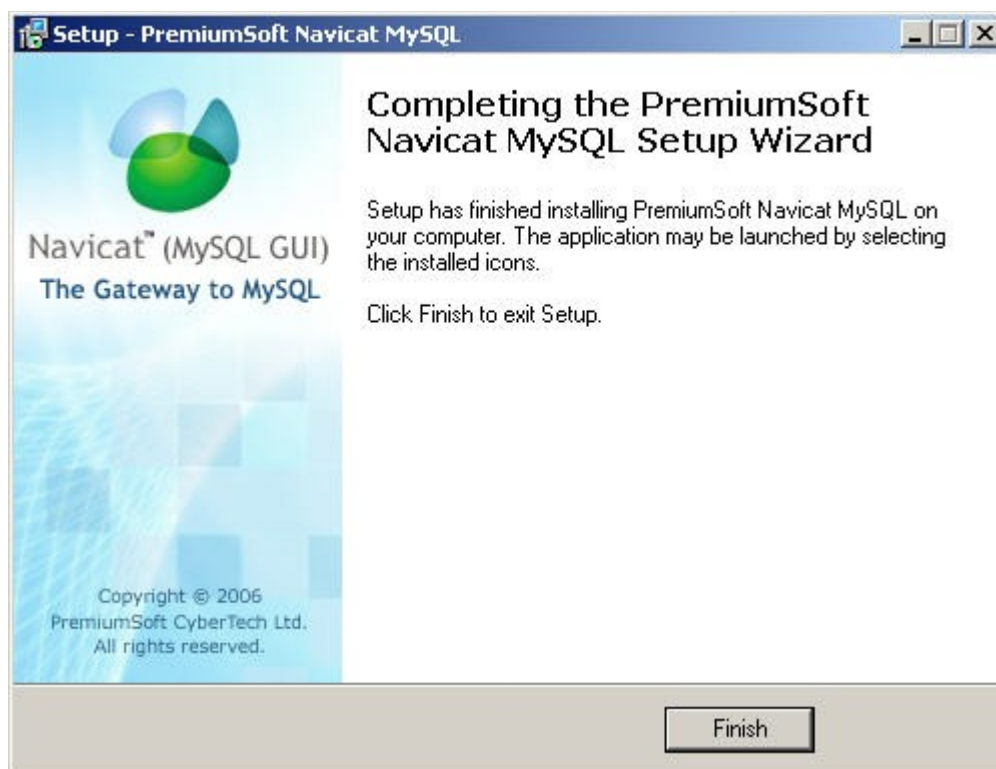 Setup - PremiumSoft Navicat MySQL
Navicat™ (MySQL GUI)
The Gateway to MySQL
Copyright © 2006
PremiumSoft CyberTech Ltd.
All rights reserved.
Completing the PremiumSoft
Navicat MySQL Setup Wizard
Setup has finished installing PremiumSoft Navicat MySQL on
your computer. The application may be launched by selecting
the installed icons.
Click Finish to exit Setup.
Finish